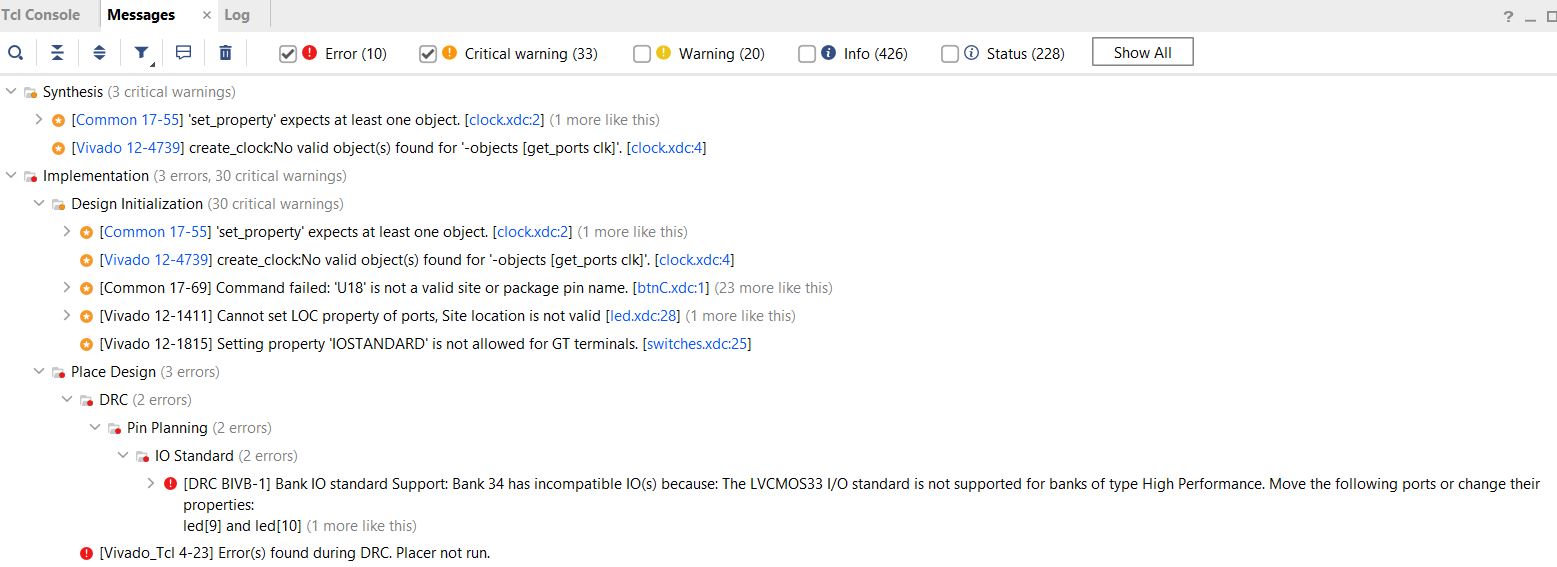 Tcl Console Messages × Log ? _
Error (10) Critical warning (33) Warning (20) Info (426) Status (228) Show All
Synthesis (3 critical warnings)
[Common 17-55] 'set_property' expects at least one object. [clock.xdc:2] (1 more like this)
[Vivado 12-4739] create_clock:No valid object(s) found for '-objects [get_ports clk]'. [clock.xdc:4]
Implementation (3 errors, 30 critical warnings)
Design Initialization (30 critical warnings)
[Common 17-55] 'set_property' expects at least one object. [clock.xdc:2] (1 more like this)
[Vivado 12-4739] create_clock:No valid object(s) found for '-objects [get_ports clk]'. [clock.xdc:4]
[Common 17-69] Command failed: 'U18' is not a valid site or package pin name. [btnC.xdc:1] (23 more like this)
[Vivado 12-1411] Cannot set LOC property of ports, Site location is not valid [led.xdc:28] (1 more like this)
[Vivado 12-1815] Setting property 'IOSTANDARD' is not allowed for GT terminals. [switches.xdc:25]
Place Design (3 errors)
DRC (2 errors)
Pin Planning (2 errors)
IO Standard (2 errors)
[DRC BIVB-1] Bank IO standard Support: Bank 34 has incompatible IO(s) because: The LVCMOS33 I/O standard is not supported for banks of type High Performance. Move the following ports or change their
properties:
led[9] and led[10] (1 more like this)
[Vivado_Tcl 4-23] Error(s) found during DRC. Placer not run.